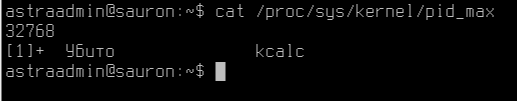 astraadmin@sauron:~$ cat /proc/sys/kernel/pid_max
32768
[1]+  Убито                   kcalc
astraadmin@sauron:~$